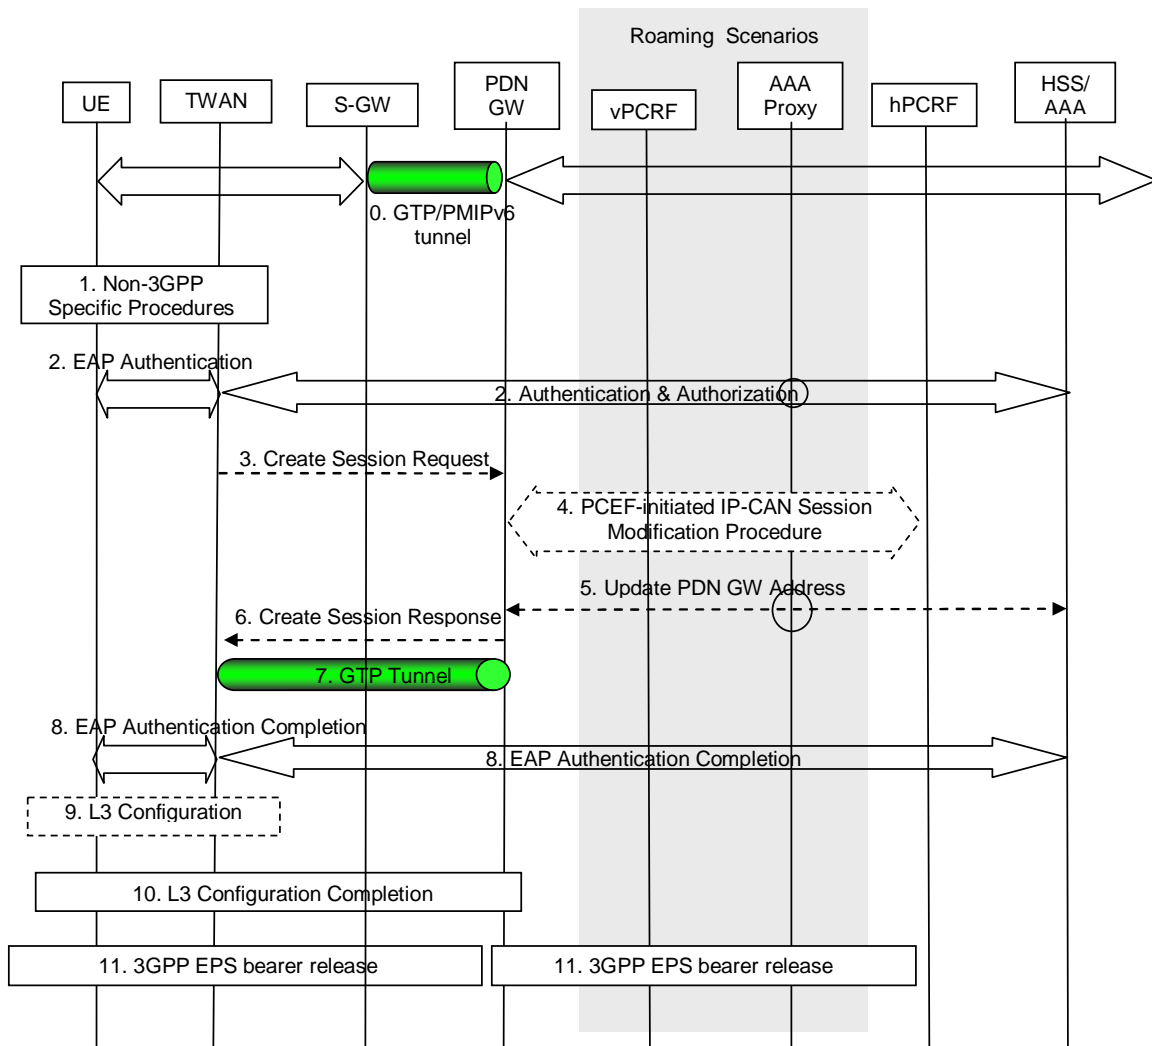 Roaming Scenarios
UE
TWAN
S-GW
PDN
GW
vPCRF
AAA
Proxy
hPCRF
HSS/
AAA
0. GTP/PMIPv6
tunnel
1. Non-3GPP
Specific Procedures
2. EAP Authentication
2. Authentication & Authorization
3. Create Session Request
4. PCEF-initiated IP-CAN Session
Modification Procedure
5. Update PDN GW Address
6. Create Session Response
7. GTP Tunnel
8. EAP Authentication Completion
8. EAP Authentication Completion
9. L3 Configuration
10. L3 Configuration Completion
11. 3GPP EPS bearer release
11. 3GPP EPS bearer release